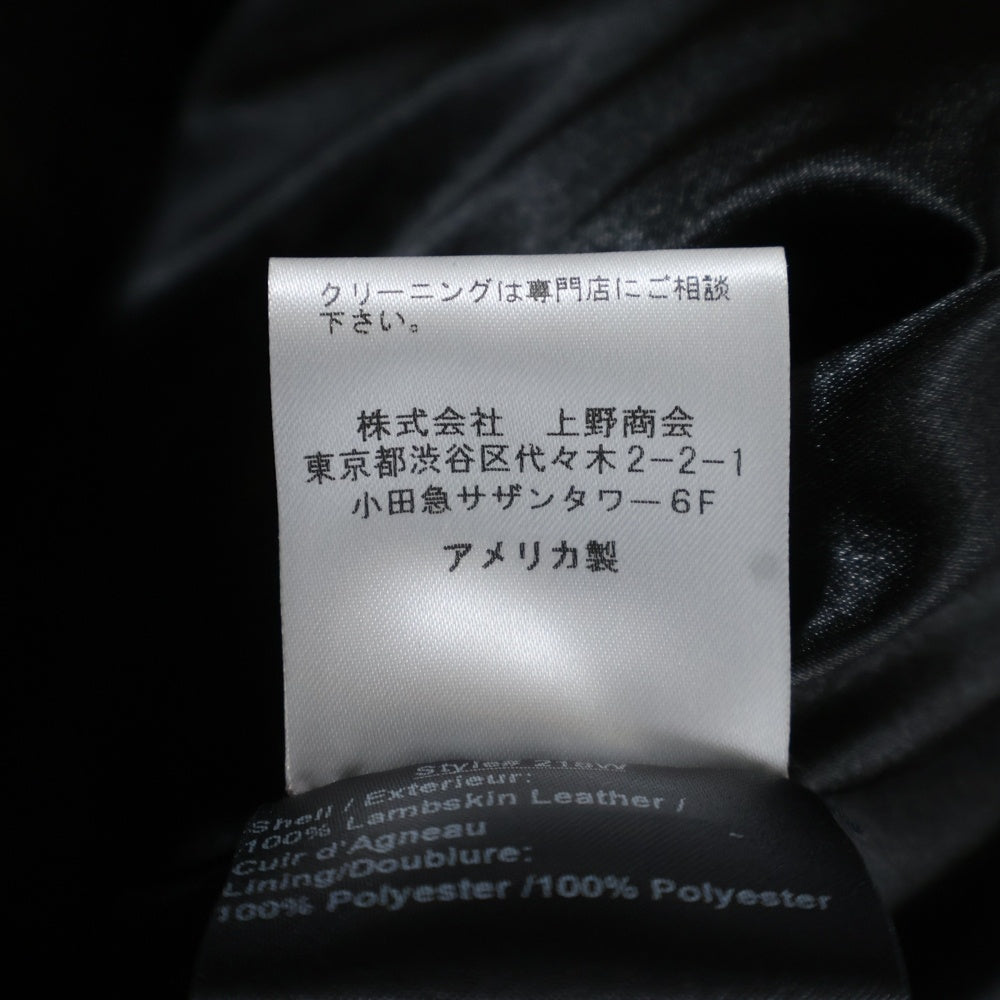 クリーニングは専門店にご相談
下さい。
株式会社　上野商会
東京都渋谷区代々木2-2-1
小田急サザンタワー6F
アメリカ製
Style# 218W
Shell / Exterieur:
100% Lambskin Leather /
Cuir d'Agneau
Lining/Doublure:
100% Polyester /100% Polyester